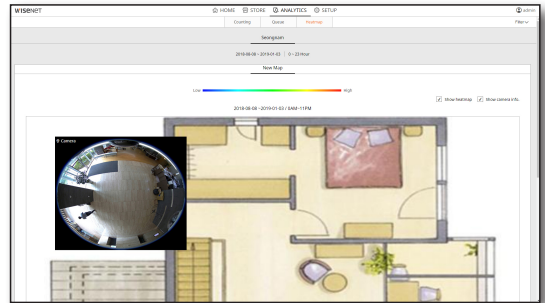 WISENET
HOME STORE ANALYTICS SETUP
admin
Counting Queue Heatmap
Filter
Seongnam
2018-08-08 ~ 2019-01-03 | 0 ~ 23 Hour
New Map
Low High
Show heatmap Show camera info.
2018-08-08 ~ 2019-01-03 / 0AM~11PM
Camera